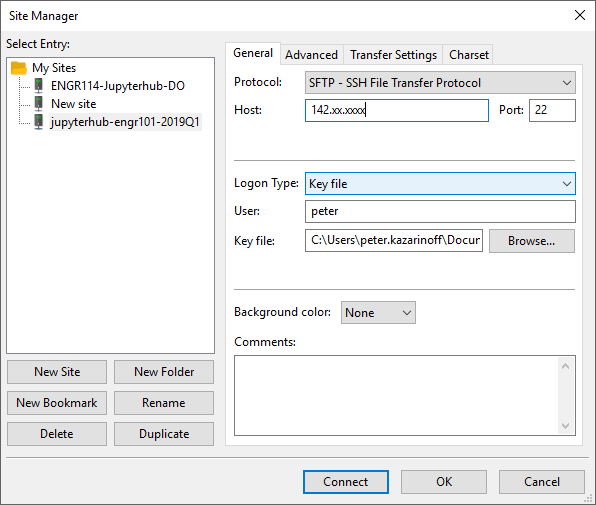 Site Manager
Select Entry:
My Sites
ENGR114-Jupyterhub-DO
New site
jupyterhub-engr101-2019Q1
New Site
New Folder
New Bookmark
Rename
Delete
Duplicate
General
Advanced
Transfer Settings
Charset
Protocol:
SFTP - SSH File Transfer Protocol
Host:
142.xx.xxxx
Port:
22
Logon Type:
Key file
User:
peter
Key file:
C:\Users\peter.kazarinoff\Docur
Browse...
Background color:
None
Comments:
Connect
OK
Cancel